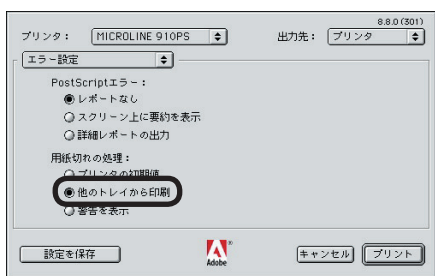 8.8.0 (301)
プリンタ： MICROLINE 910PS 出力先： プリンタ
エラー設定
PostScriptエラー：
レポートなし
スクリーン上に要約を表示
詳細レポートの出力
用紙切れの処理：
プリンタの初期値
他のトレイから印刷
警告を表示
設定を保存 Adobe キャンセル プリント